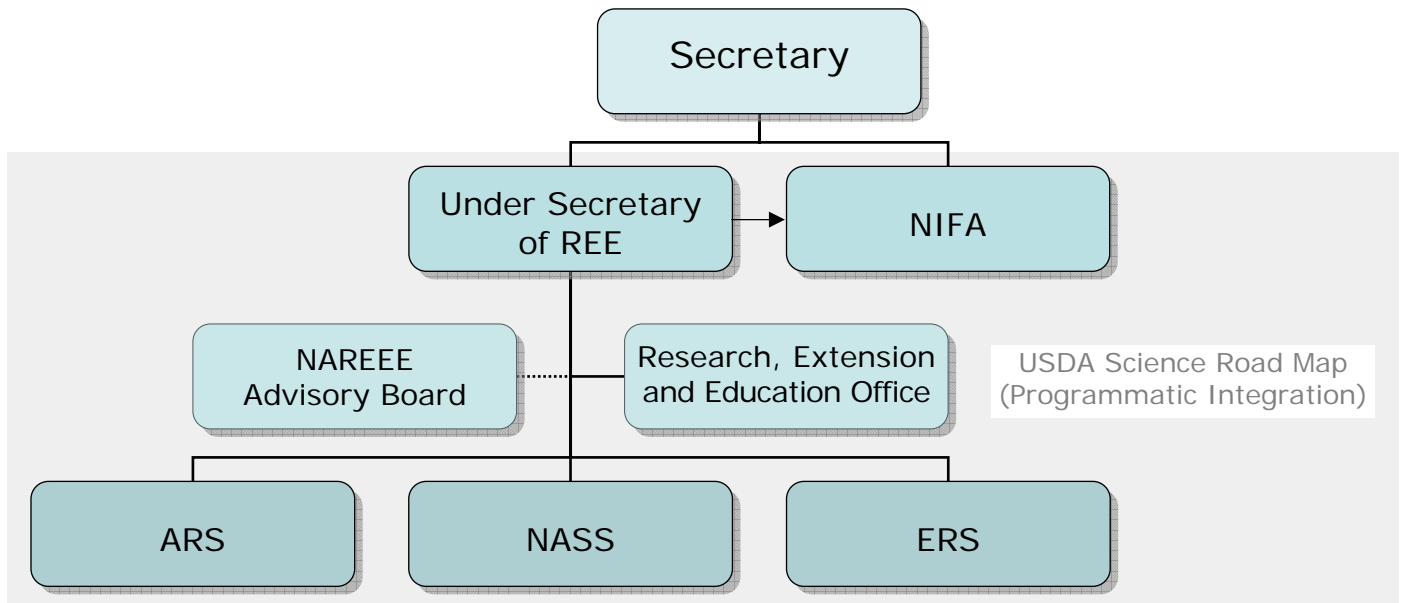 Secretary
Under Secretary
of REE
NIFA
NAREEE
Advisory Board
Research, Extension
and Education Office
USDA Science Road Map
(Programmatic Integration)
ARS
NASS
ERS